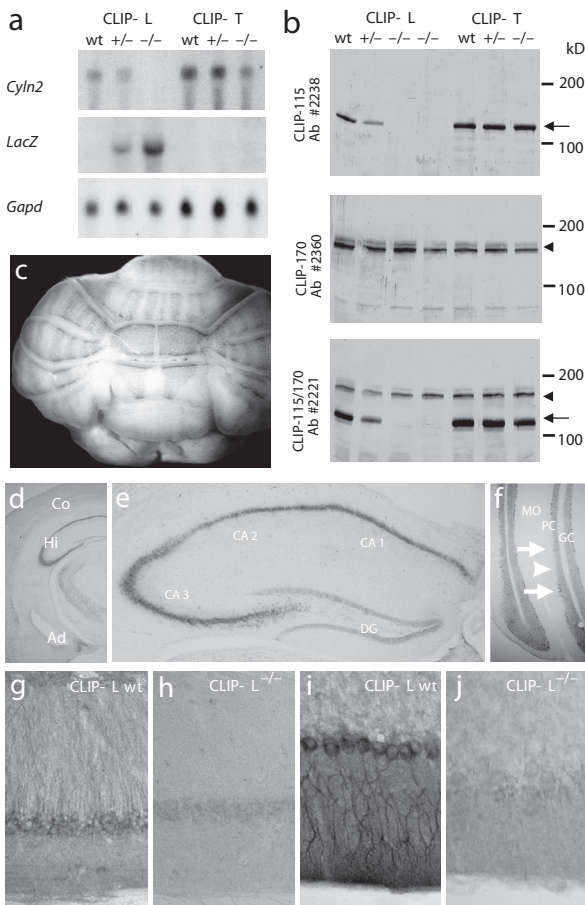 a
CLIP- L CLIP- T
wt +/– –/– wt +/– –/–
Cyln2
LacZ
Gapd
b
CLIP- L CLIP- T
wt +/– –/– –/– wt +/– –/– kD
CLIP-115
Ab #2238
200
100
CLIP-170
Ab #2360
200
100
CLIP-115/170
Ab #2221
200
100
c
d
Co
Hi
Ad
e
CA 2
CA 1
CA 3
DG
f
MO
PC
GC
g CLIP- L wt
h CLIP- L–/–
i CLIP- L wt
j CLIP- L–/–